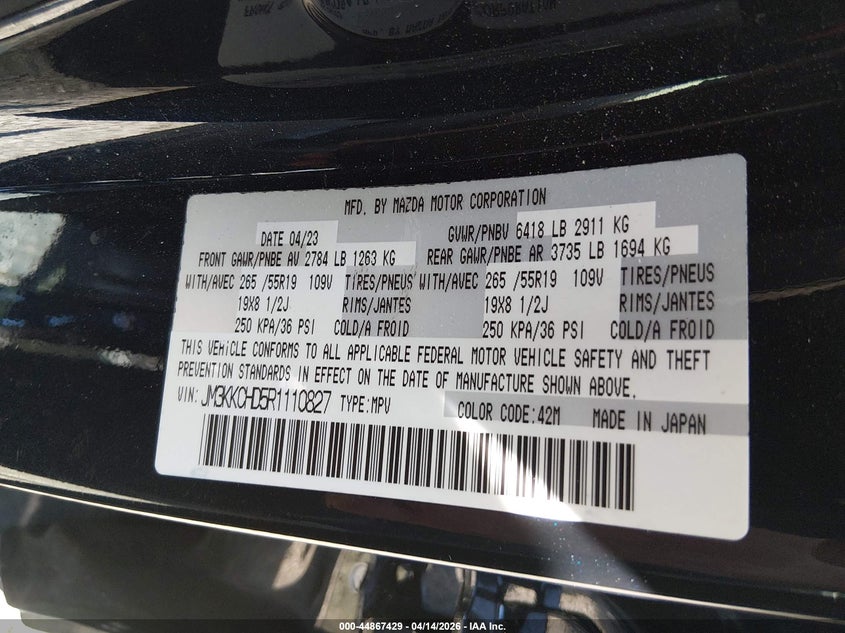 MFD. BY MAZDA MOTOR CORPORATION
DATE 04/23 GVWR/PNBV 6418 LB 2911 KG
FRONT GAWR/PNBE AV 2784 LB 1263 KG REAR GAWR/PNBE AR 3735 LB 1694 KG
WITH/AVEC 265 /55R19 109V TIRES/PNEUS WITH/AVEC 265 /55R19 109V TIRES/PNEUS
19X8 1/2J RIMS/JANTES 19X8 1/2J RIMS/JANTES
250 KPA/36 PSI COLD/A FROID 250 KPA/36 PSI COLD/A FROID
THIS VEHICLE CONFORMS TO ALL APPLICABLE FEDERAL MOTOR VEHICLE SAFETY AND THEFT
PREVENTION STANDARDS IN EFFECT ON THE DATE OF MANUFACTURE SHOWN ABOVE.
VIN: JM3KKCHD5R1110827 TYPE:MPV COLOR CODE:42M MADE IN JAPAN
000-44867429 - 04/14/2026 - IAA Inc.